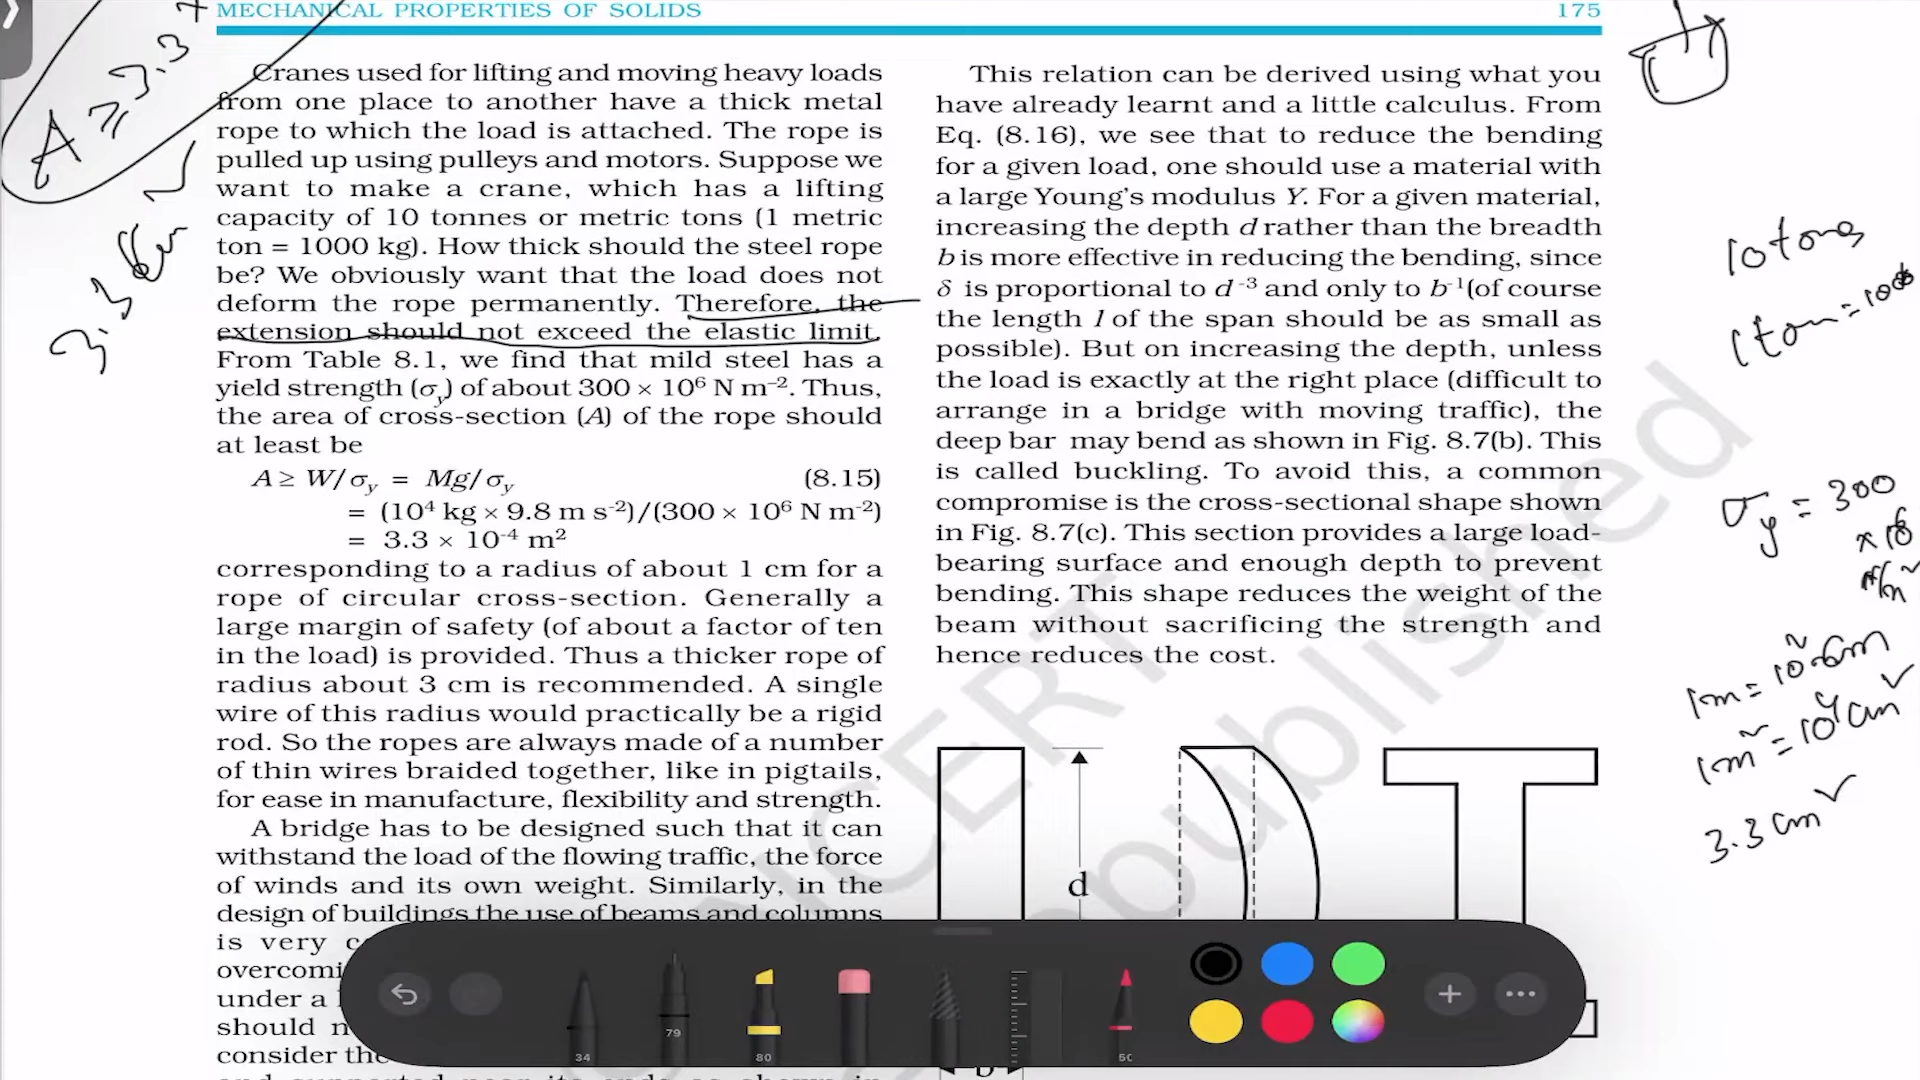 MECHANICAL PROPERTIES OF SOLIDS 175
Cranes used for lifting and moving heavy loads
from one place to another have a thick metal
rope to which the load is attached. The rope is
pulled up using pulleys and motors. Suppose we
want to make a crane, which has a lifting
capacity of 10 tonnes or metric tons (1 metric
ton = 1000 kg). How thick should the steel rope
be? We obviously want that the load does not
deform the rope permanently. Therefore, the
extension should not exceed the elastic limit.
From Table 8.1, we find that mild steel has a
yield strength (σy) of about 300 × 10⁶ N m⁻². Thus,
the area of cross-section (A) of the rope should
at least be
A ≥ W/σy = Mg/σy (8.15)
= (10⁴ kg × 9.8 m s⁻²)/(300 × 10⁶ N m⁻²)
= 3.3 × 10⁻⁴ m²
corresponding to a radius of about 1 cm for a
rope of circular cross-section. Generally a
large margin of safety (of about a factor of ten
in the load) is provided. Thus a thicker rope of
radius about 3 cm is recommended. A single
wire of this radius would practically be a rigid
rod. So the ropes are always made of a number
of thin wires braided together, like in pigtails,
for ease in manufacture, flexibility and strength.
A bridge has to be designed such that it can
withstand the load of the flowing traffic, the force
of winds and its own weight. Similarly, in the
design of buildings the use of beams and columns
is very
overcomi
under a
should n
consider the
This relation can be derived using what you
have already learnt and a little calculus. From
Eq. (8.16), we see that to reduce the bending
for a given load, one should use a material with
a large Young's modulus Y. For a given material,
increasing the depth d rather than the breadth
b is more effective in reducing the bending, since
δ is proportional to d⁻³ and only to b⁻¹(of course
the length l of the span should be as small as
possible). But on increasing the depth, unless
the load is exactly at the right place (difficult to
arrange in a bridge with moving traffic), the
deep bar may bend as shown in Fig. 8.7(b). This
is called buckling. To avoid this, a common
compromise is the cross-sectional shape shown
in Fig. 8.7(c). This section provides a large load-
bearing surface and enough depth to prevent
bending. This shape reduces the weight of the
beam without sacrificing the strength and
hence reduces the cost.
d
b
A ≥ 3.3
10 tons
1 ton = 100
σy = 300
× 10⁶
N/m²
1m = 10² cm
1m² = 10⁴ cm²
3.3 cm
34
79
80
50